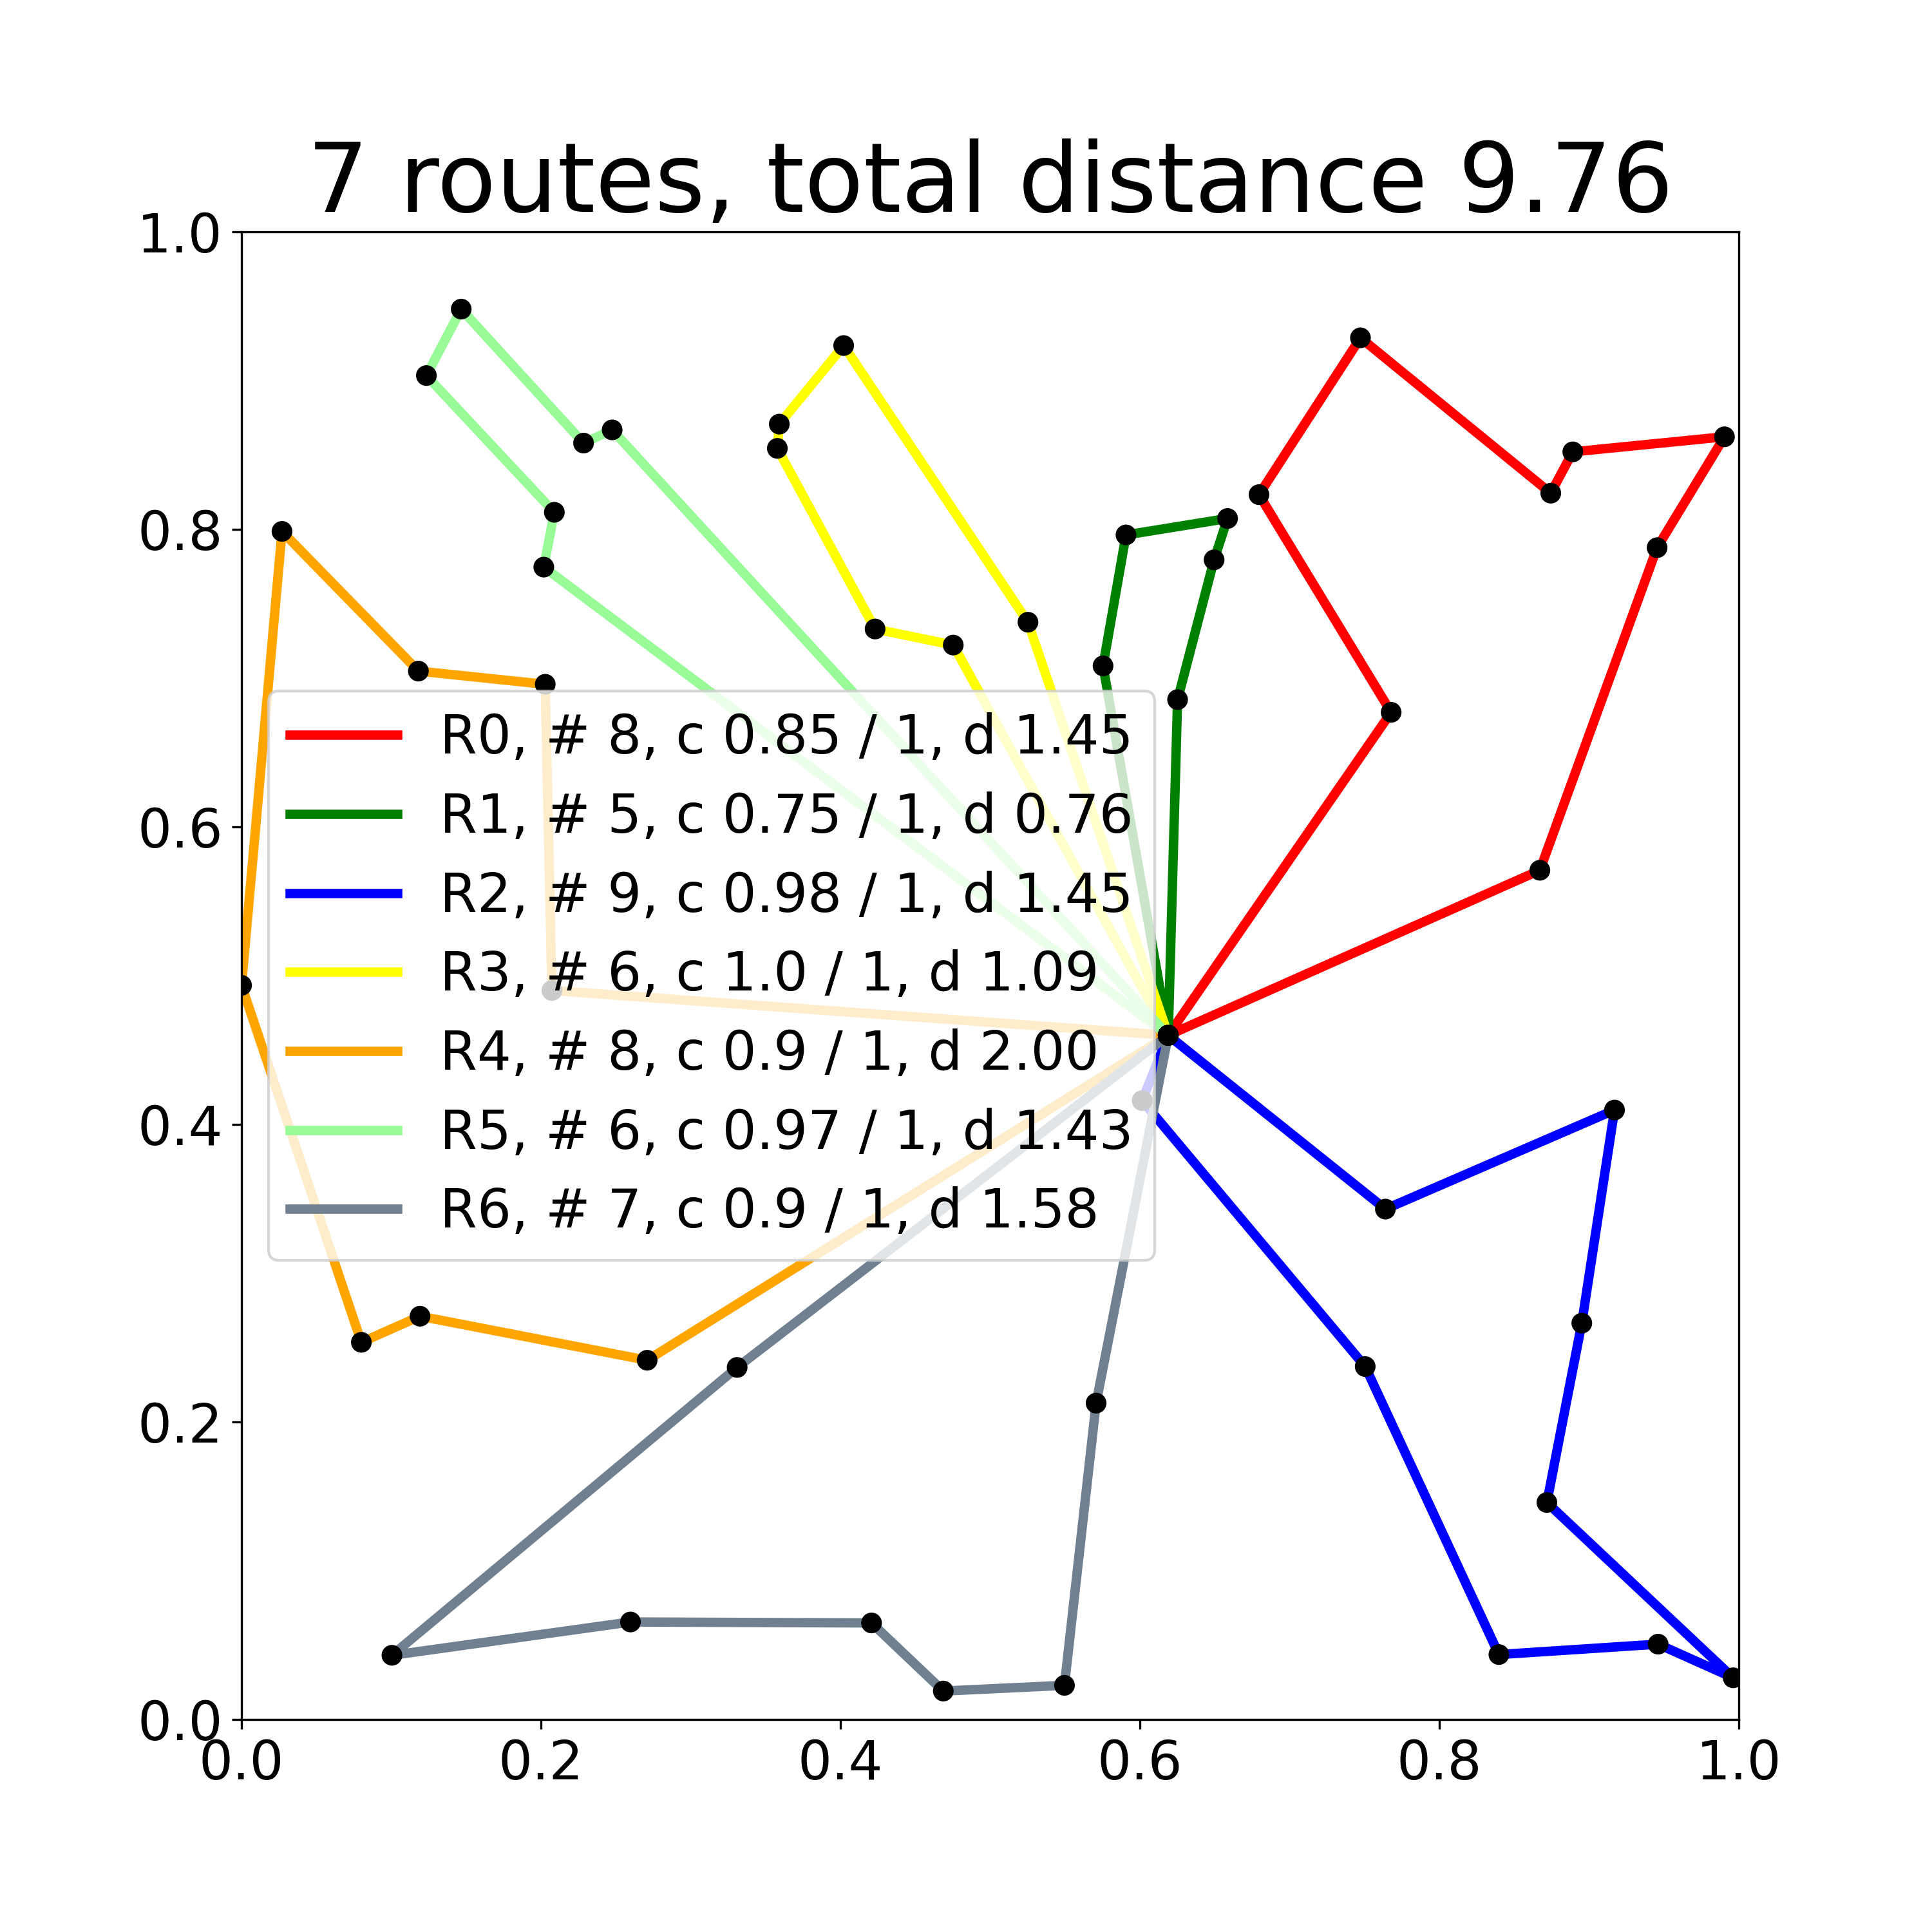 7 routes, total distance 9.76
1.0
0.8
0.6
0.4
0.2
0.0
R0, # 8, c 0.85 / 1, d 1.45
R1, # 5, c 0.75 / 1, d 0.76
R2, # 9, c 0.98 / 1, d 1.45
R3, # 6, c 1.0 / 1, d 1.09
R4, # 8, c 0.9 / 1, d 2.00
R5, # 6, c 0.97 / 1, d 1.43
R6, # 7, c 0.9 / 1, d 1.58
0.0 0.2 0.4 0.6 0.8 1.0